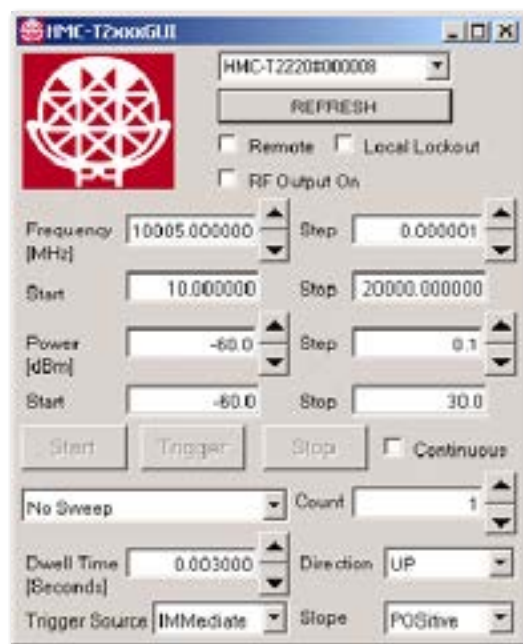 HMC-T2xxxGUI
HMC-T2220#000008
REFRESH
Remote Local Lockout
RF Output On
Frequency [MHz] 10005.000000 Step 0.000001
Start 10.000000 Stop 20000.000000
Power [dBm] -60.0 Step 0.1
Start -60.0 Stop 30.0
Start Trigger Stop Continuous
No Sweep Count 1
Dwell Time [Seconds] 0.003000 Direction UP
Trigger Source IMMediate Slope POSitive